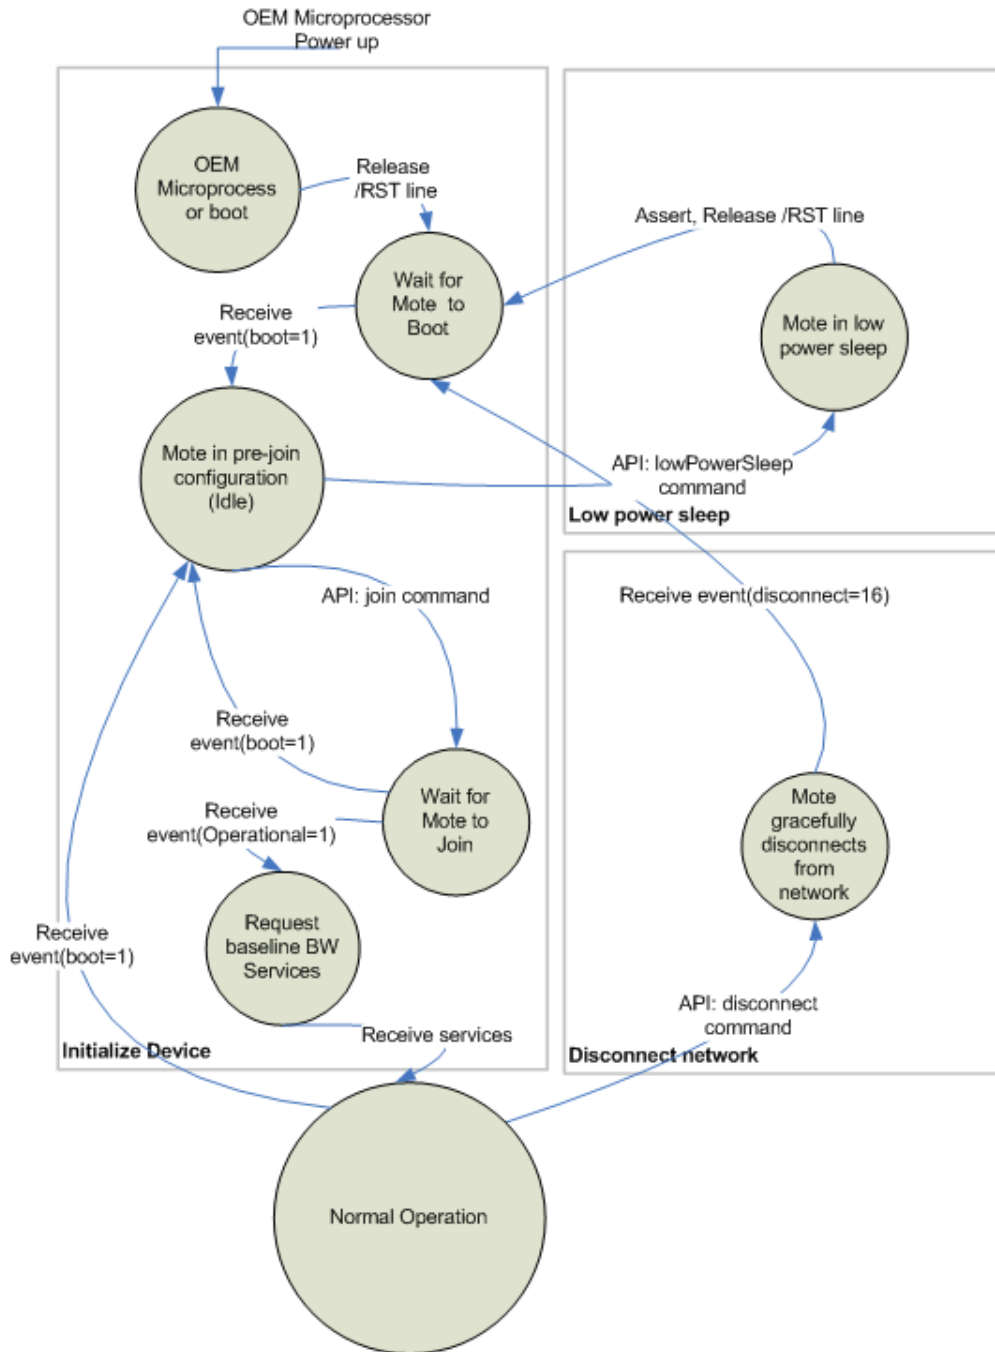 OEM Microprocessor
Power up
OEM
Microprocess
or boot
Release
/RST line
Assert, Release /RST line
Wait for
Mote to
Boot
Mote in low
power sleep
Receive
event(boot=1)
Mote in pre-join
configuration
(Idle)
API: lowPowerSleep
command
Low power sleep
API: join command
Receive event(disconnect=16)
Receive
event(boot=1)
Wait for
Mote to
Join
Receive
event(Operational=1)
Mote
gracefully
disconnects
from
network
Request
baseline BW
Services
Receive
event(boot=1)
API: disconnect
command
Receive services
Initialize Device
Disconnect network
Normal Operation